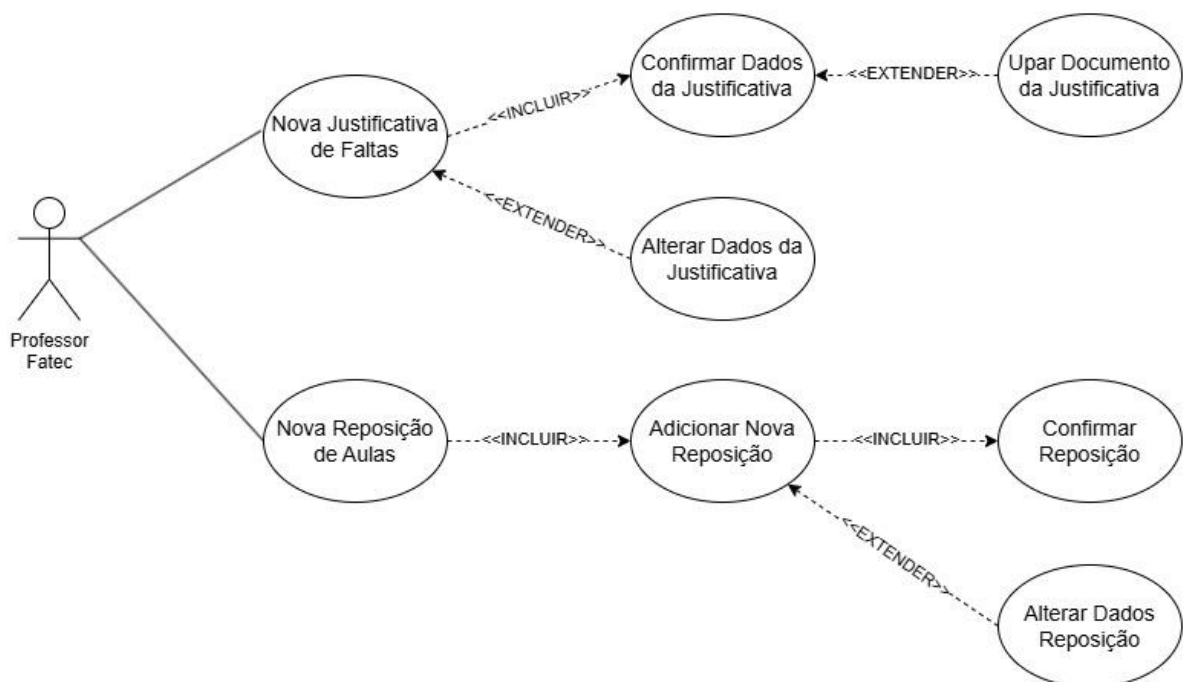 Confirmar Dados
da Justificativa
<<EXTENDER>>
Upar Documento
da Justificativa
<<INCLUIR>>
Nova Justificativa
de Faltas
<<EXTENDER>>
Alterar Dados da
Justificativa
Professor
Fatec
Nova Reposição
de Aulas
<<INCLUIR>>
Adicionar Nova
Reposição
<<INCLUIR>>
Confirmar
Reposição
<<EXTENDER>>
Alterar Dados
Reposição